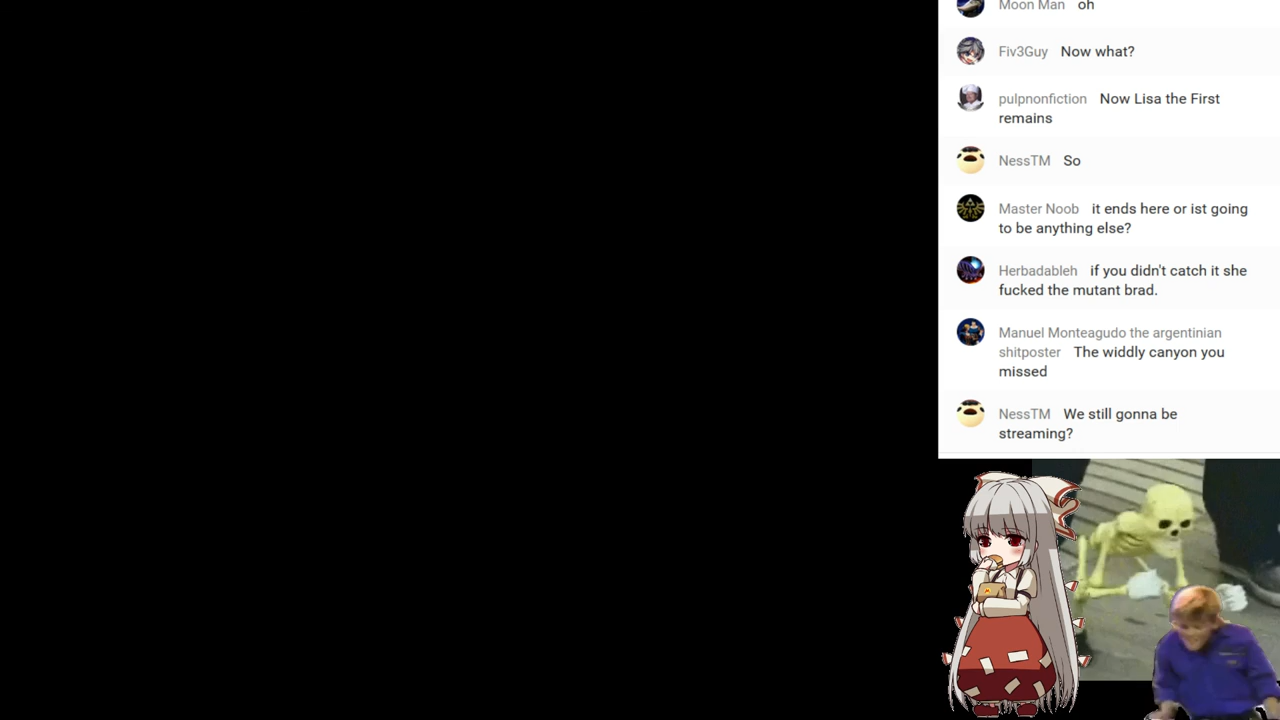 Moon Man oh
Fiv3Guy Now what?
pulpnonfiction Now Lisa the First
remains
NessTM So
Master Noob it ends here or ist going
to be anything else?
Herbadableh if you didn't catch it she
fucked the mutant brad.
Manuel Monteagudo the argentinian
shitposter The widdly canyon you
missed
NessTM We still gonna be
streaming?